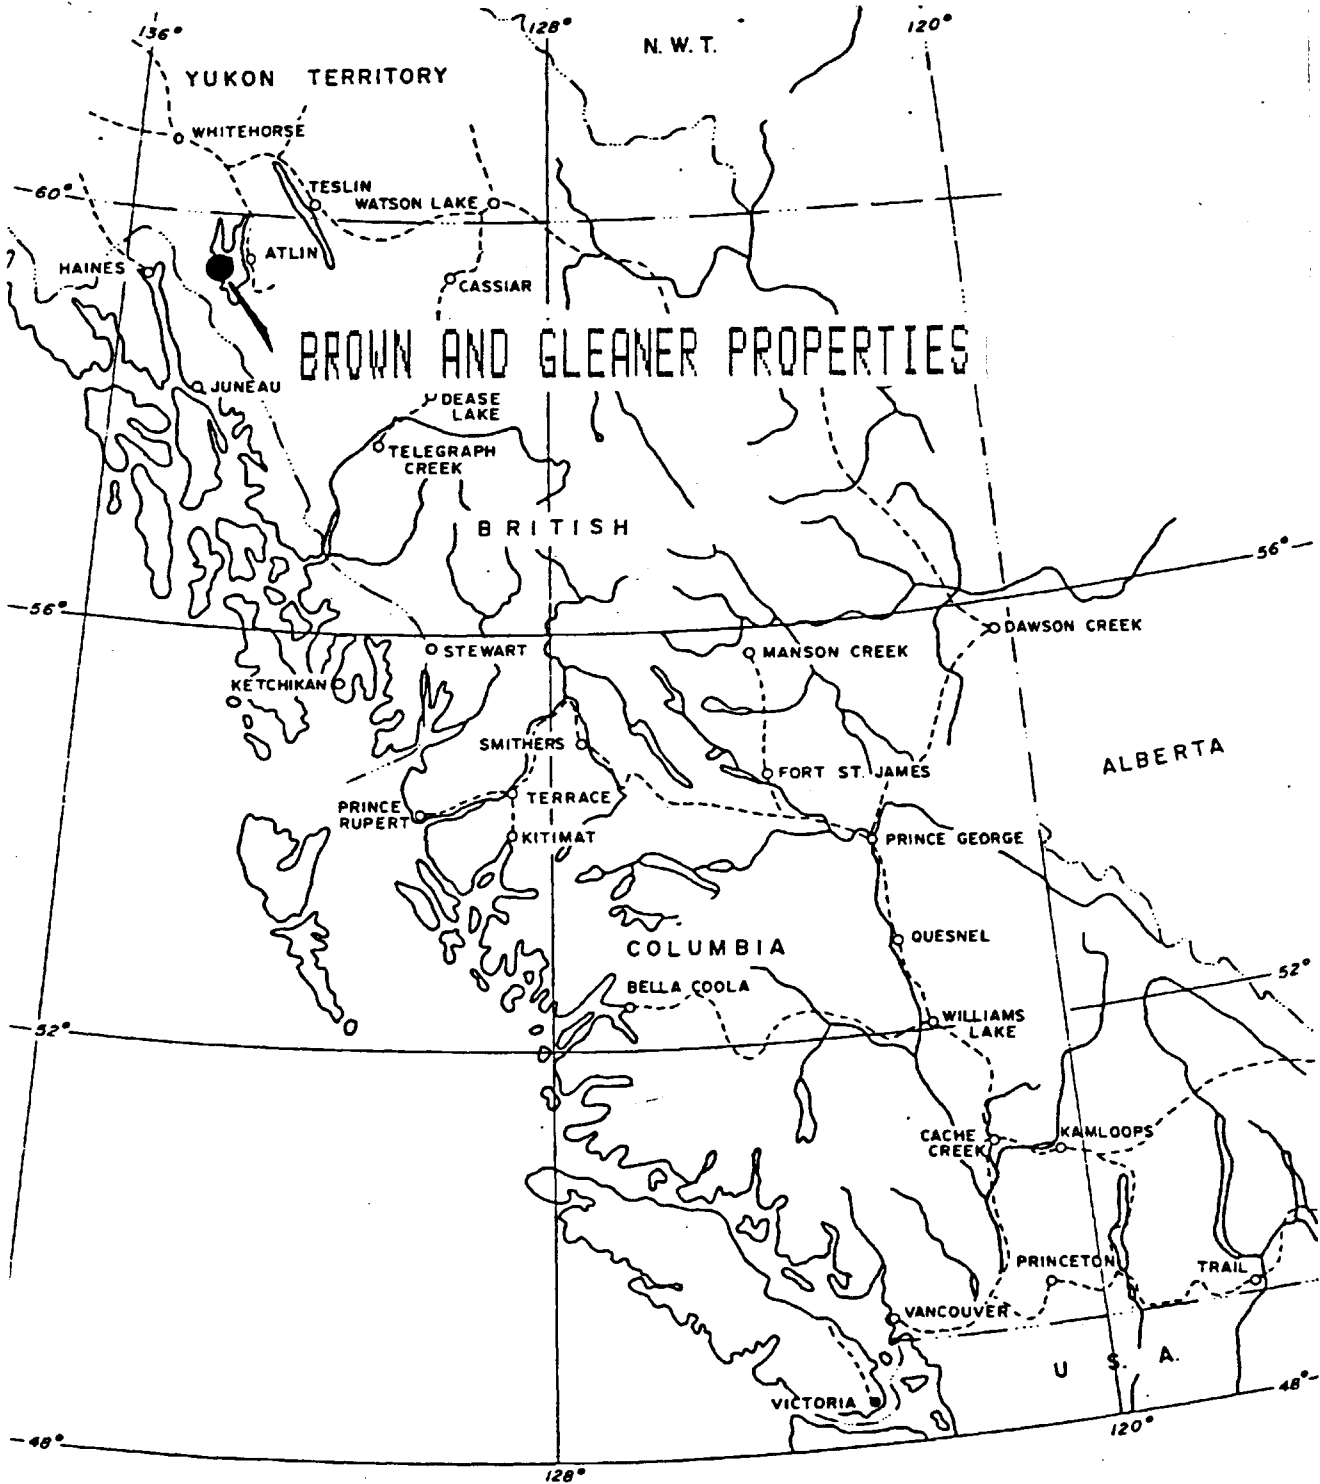 136°
128°
120°
N. W. T.
YUKON TERRITORY
WHITEHORSE
60°
TESLIN
WATSON LAKE
ATLIN
HAINES
CASSIAR
BROWN AND GLEANER PROPERTIES
JUNEAU
DEASE
LAKE
TELEGRAPH
CREEK
BRITISH
56°
56°
DAWSON CREEK
STEWART
MANSON CREEK
KETCHIKAN
SMITHERS
ALBERTA
FORT ST. JAMES
PRINCE
RUPERT
TERRACE
KITIMAT
PRINCE GEORGE
QUESNEL
COLUMBIA
52°
BELLA COOLA
WILLIAMS
LAKE
52°
CACHE
CREEK
KAMLOOPS
PRINCETON
TRAIL
VANCOUVER
U. S. A.
VICTORIA
48°
120°
48°
128°